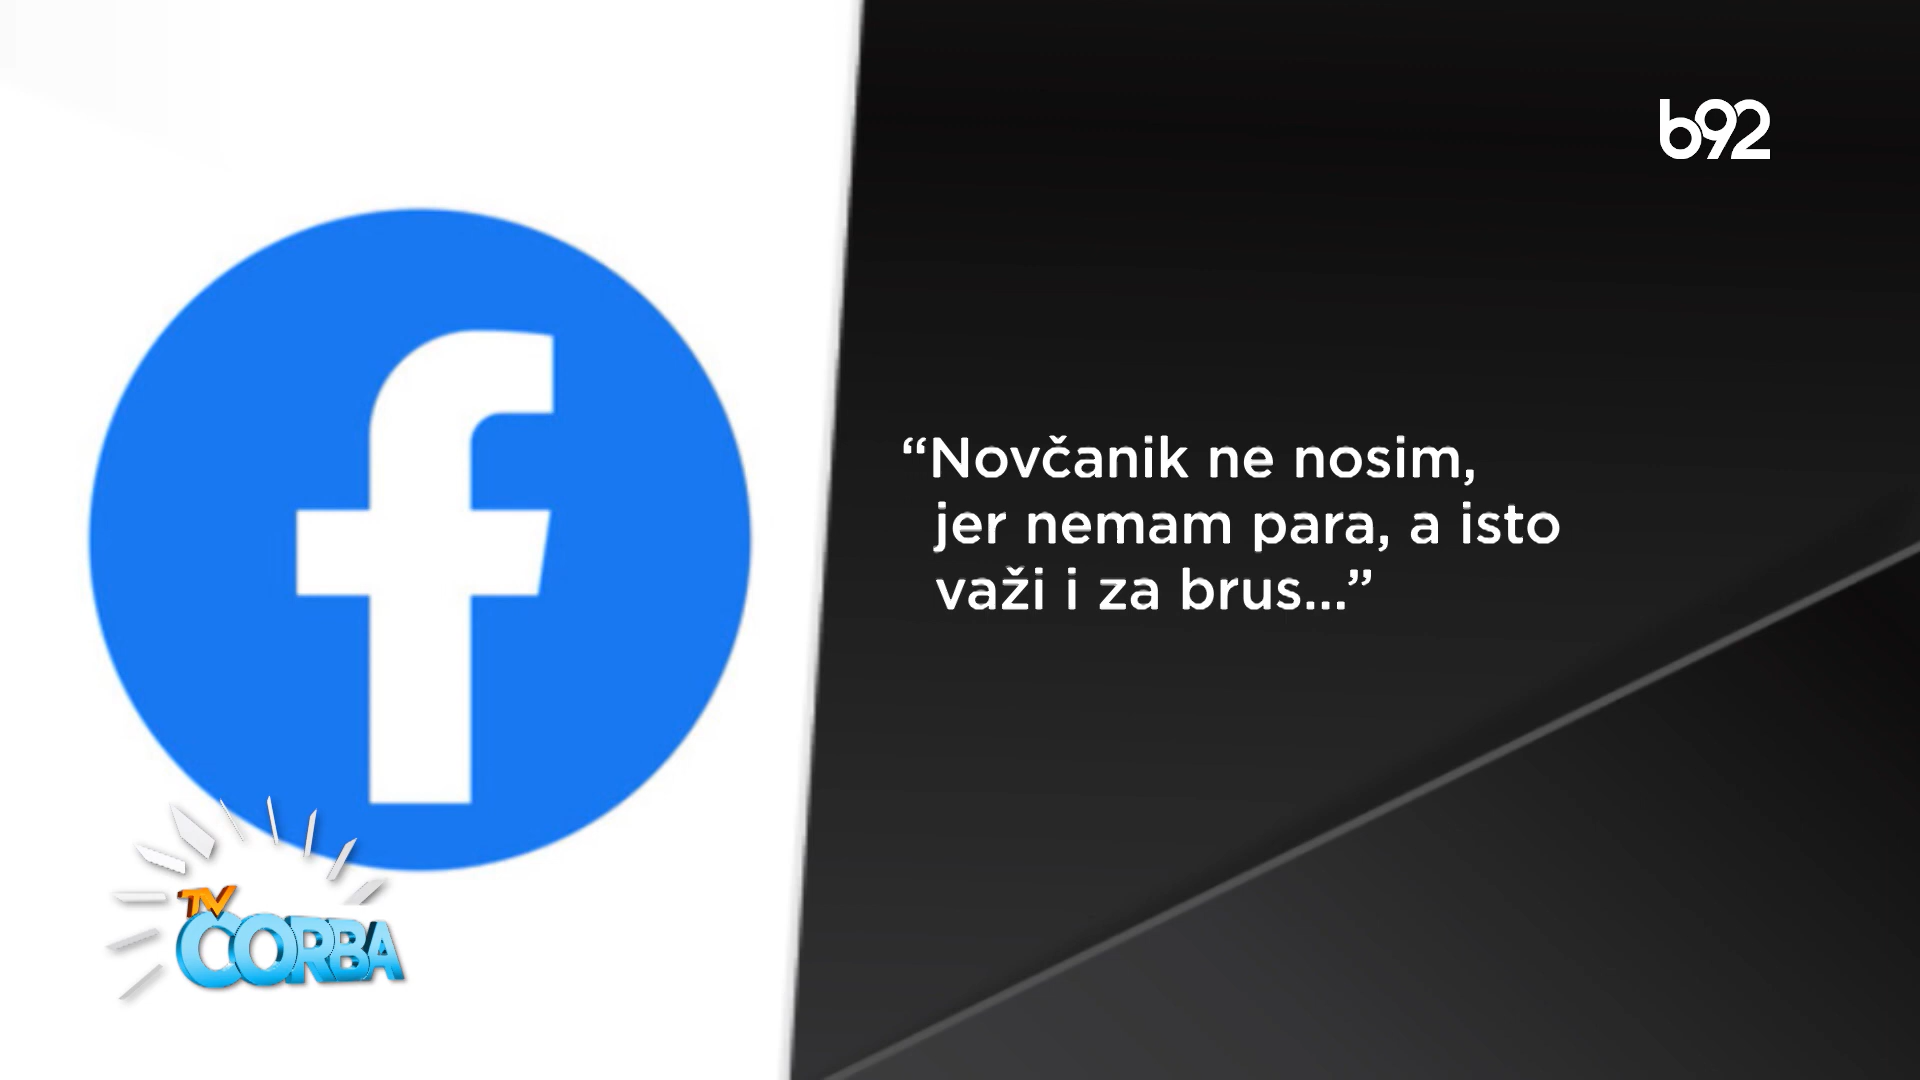 b92
“Novčanik ne nosim,
jer nemam para, a isto
važi i za brus...”
TV
ČORBA